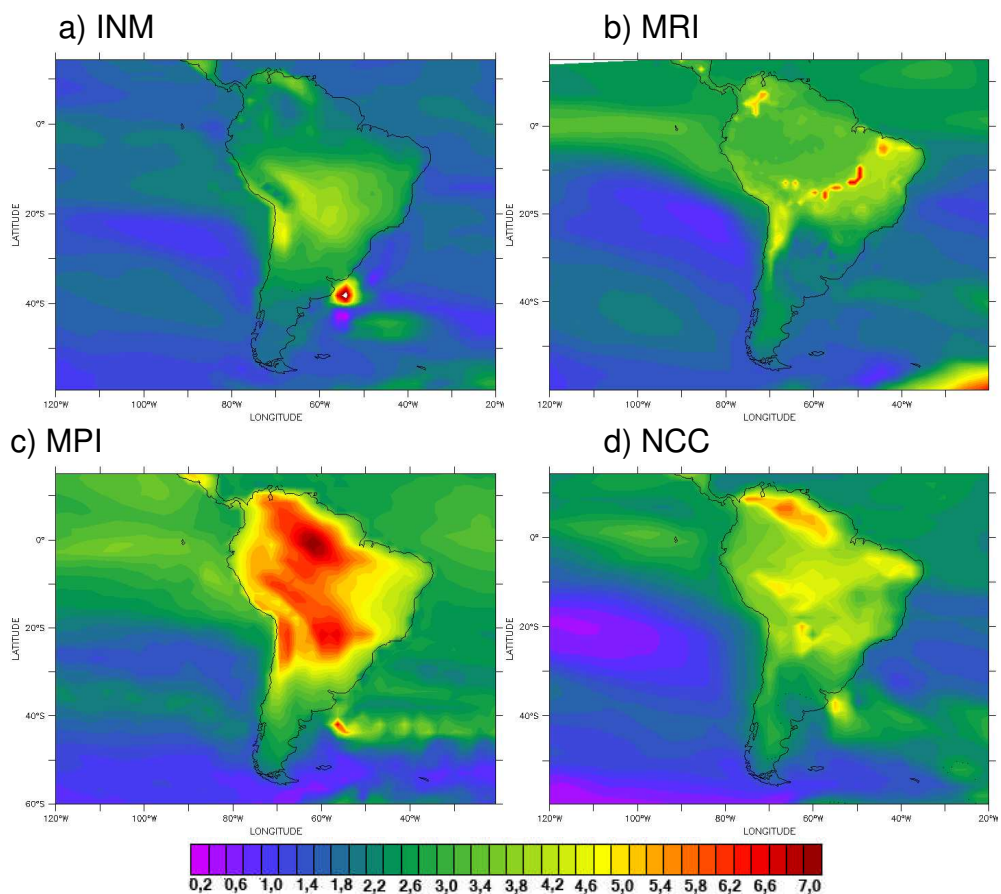 a) INM
b) MRI
0°
20°S
40°S
LATITUDE
120°W
100°W
80°W
60°W
40°W
20°W
LONGITUDE
0°
20°S
40°S
LATITUDE
120°W
100°W
80°W
60°W
40°W
LONGITUDE
c) MPI
d) NCC
0°
20°S
40°S
60°S
LATITUDE
120°W
100°W
80°W
60°W
40°W
LONGITUDE
0°
20°S
40°S
LATITUDE
120°W
100°W
80°W
60°W
40°W
20°W
LONGITUDE
0,2 0,6 1,0 1,4 1,8 2,2 2,6 3,0 3,4 3,8 4,2 4,6 5,0 5,4 5,8 6,2 6,6 7,0